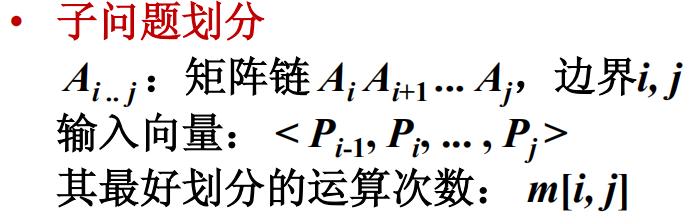 • 子问题划分
A_{i .. j}：矩阵链 A_i A_{i+1} ... A_j，边界i, j
输入向量： < P_{i-1}, P_i, ... , P_j >
其最好划分的运算次数： m[i, j]